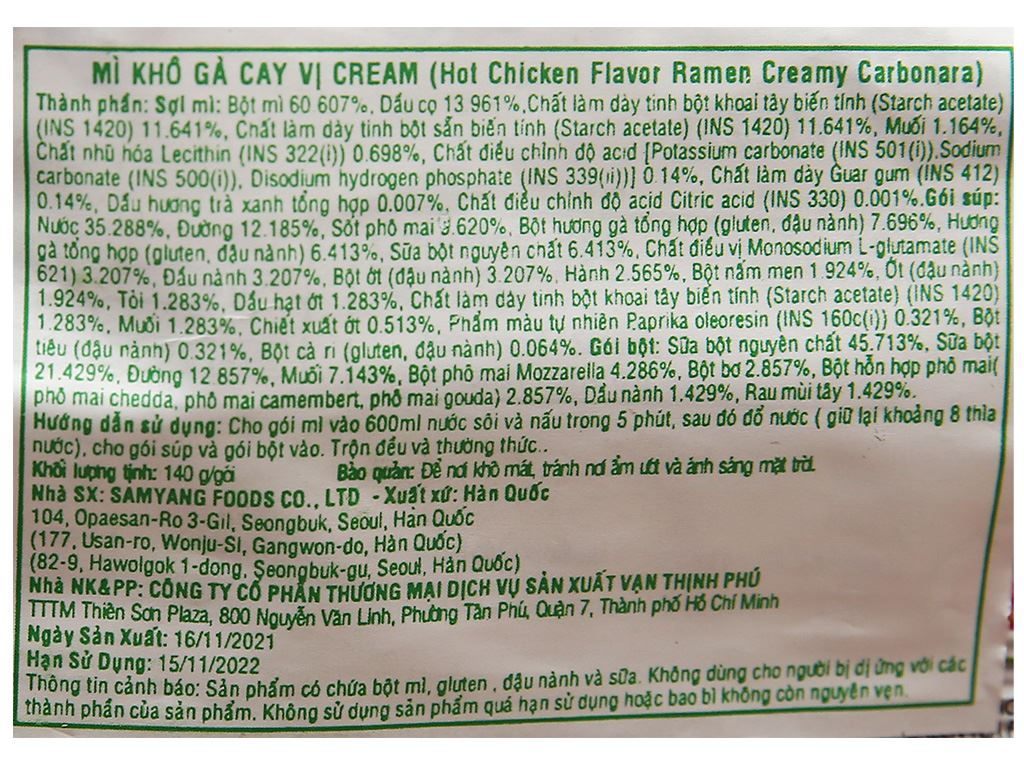 MÌ KHÔ GÀ CAY VỊ CREAM (Hot Chicken Flavor Ramen Creamy Carbonara)
Thành phần: Sợi mì: Bột mì 60 607%, Dầu cọ 13 961%,Chất làm dày tinh bột khoai tây biến tính (Starch acetate)
(INS 1420) 11.641%, Chất làm dày tinh bột sắn biến tính (Starch acetate) (INS 1420) 11.641%, Muối 1.164%,
Chất nhũ hóa Lecithin (INS 322(i)) 0.698%, Chất điều chỉnh độ acid [Potassium carbonate (INS 501(i)),Sodium
carbonate (INS 500(i)), Disodium hydrogen phosphate (INS 339(ii))] 0 14%, Chất làm dày Guar gum (INS 412)
0.14%, Dầu hương trà xanh tổng hợp 0.007%, Chất điều chỉnh độ acid Citric acid (INS 330) 0.001%.Gói súp:
Nước 35.288%, Đường 12.185%, Sốt phô mai 9.620%, Bột hương gà tổng hợp (gluten, đậu nành) 7.696%, Hương
gà tổng hợp (gluten, đậu nành) 6.413%, Sữa bột nguyên chất 6.413%, Chất điều vị Monosodium L-glutamate (INS
621) 3.207%, Đầu nành 3.207%, Bột ớt (đậu nành) 3.207%, Hành 2.565%, Bột nấm men 1.924%, Ớt (đậu nành)
1.924%, Tỏi 1.283%, Dầu hạt ớt 1.283%, Chất làm dày tinh bột khoai tây biến tính (Starch acetate) (INS 1420)
1.283%, Muối 1.283%, Chiết xuất ớt 0.513%, Phẩm màu tự nhiên Paprika oleoresin (INS 160c(i)) 0.321%, Bột
tiêu (đậu nành) 0.321%, Bột cà ri (gluten, đậu nành) 0.064%. Gói bột: Sữa bột nguyên chất 45.713%, Sữa bột
21.429%, Đường 12.857%, Muối 7.143%, Bột phô mai Mozzarella 4.286%, Bột bơ 2.857%, Bột hỗn hợp phô mai(
phô mai chedda, phô mai camembert, phô mai gouda) 2.857%, Dầu nành 1.429%, Rau mùi tây 1.429%.
Hướng dẫn sử dụng: Cho gói mì vào 600ml nước sôi và nấu trong 5 phút, sau đó đổ nước ( giữ lại khoảng 8 thìa
nước), cho gói súp và gói bột vào. Trộn đều và thưởng thức..
Khối lượng tịnh: 140 g/gói Bảo quản: Để nơi khô mát, tránh nơi ẩm ướt và ánh sáng mặt trời.
Nhà SX: SAMYANG FOODS CO., LTD - Xuất xứ: Hàn Quốc
104, Opaesan-Ro 3-Gil, Seongbuk, Seoul, Hàn Quốc
(177, Usan-ro, Wonju-Si, Gangwon-do, Hàn Quốc)
(82-9, Hawolgok 1-dong, Seongbuk-gu, Seoul, Hàn Quốc)
Nhà NK&PP: CÔNG TY CỔ PHẦN THƯƠNG MẠI DỊCH VỤ SẢN XUẤT VẠN THỊNH PHÚ
TTTM Thiên Sơn Plaza, 800 Nguyễn Văn Linh, Phường Tân Phú, Quận 7, Thành phố Hồ Chí Minh
Ngày Sản Xuất: 16/11/2021
Hạn Sử Dụng: 15/11/2022
Thông tin cảnh báo: Sản phẩm có chứa bột mì, gluten , đậu nành và sữa. Không dùng cho người bị dị ứng với các
thành phần của sản phẩm. Không sử dụng sản phẩm quá hạn sử dụng hoặc bao bì không còn nguyên vẹn.